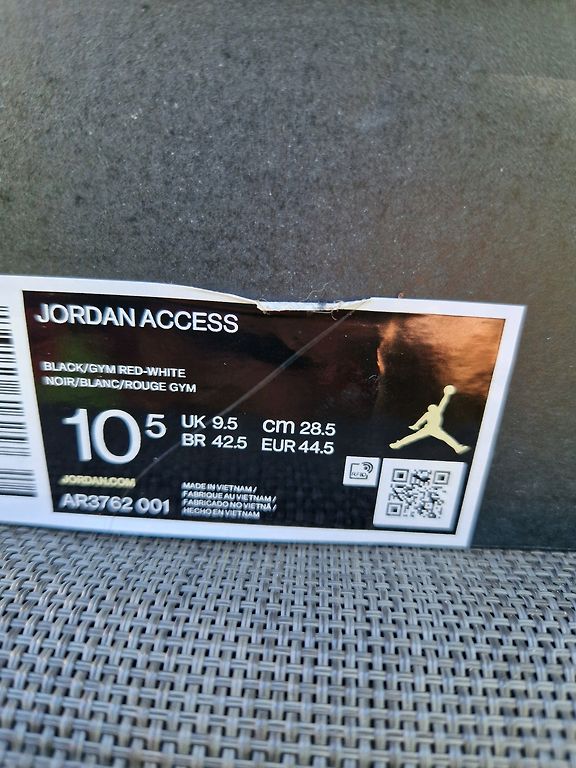 JORDAN ACCESS
BLACK/GYM RED-WHITE
NOIR/BLANC/ROUGE GYM
10 5
UK 9.5 cm 28.5
BR 42.5 EUR 44.5
JORDAN.COM
AR3762 001
MADE IN VIETNAM /
FABRIQUE AU VIETNAM /
FABRICADO NO VIETNÃ /
HECHO EN VIETNAM
RFID